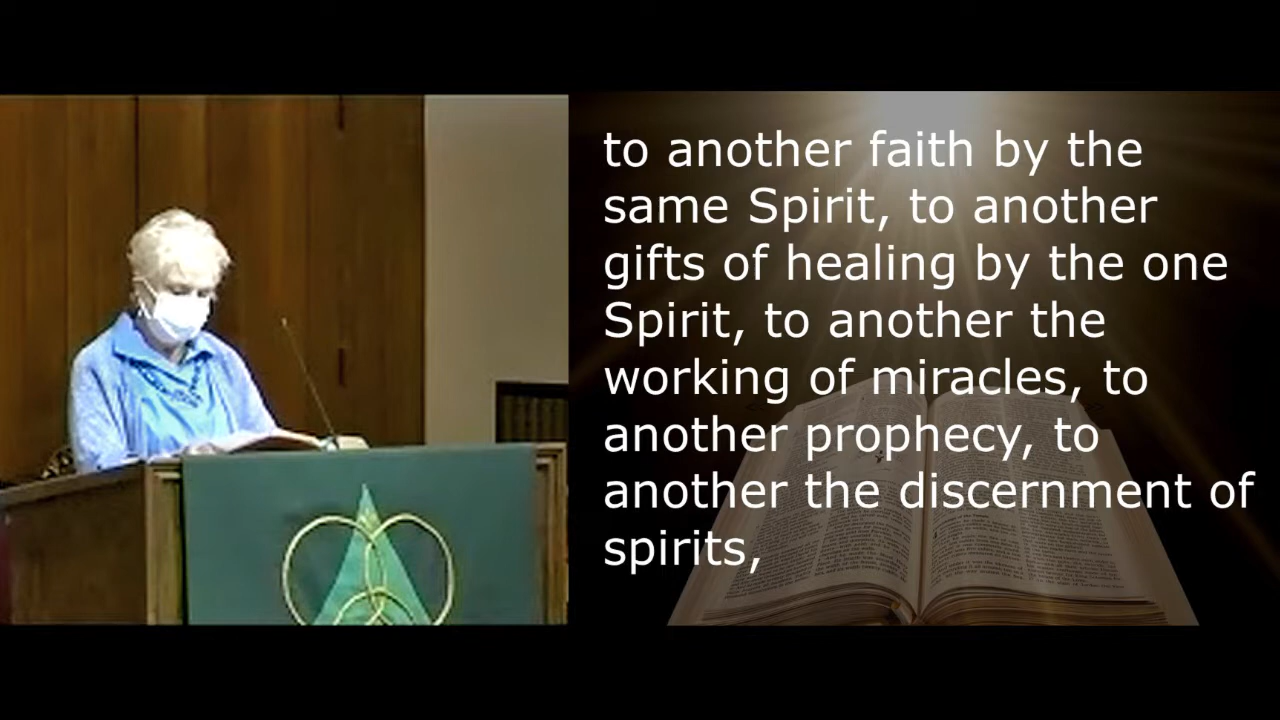 to another faith by the
same Spirit, to another
gifts of healing by the one
Spirit, to another the
working of miracles, to
another prophecy, to
another the discernment of
spirits,